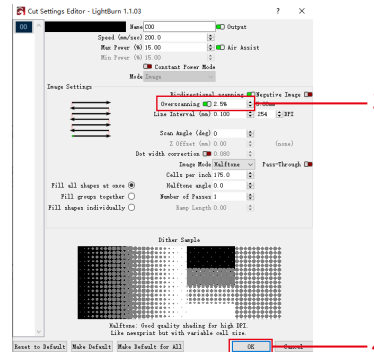 Cut Settings Editor - LightBurn 1.1.03 ? ×
00 Name C00 Output
Speed (mm/sec) 200.0
Max Power (%) 15.00 Air Assist
Min Power (%) 15.00
Constant Power Mode
Mode Image
Image Settings
Bidirectional scanning Negative Image
Overscanning 2.5% 5.00mm
Line Interval (mm) 0.100 254 DPI
Scan Angle (deg) 0
Z Offset (mm) 0.00 (none)
Dot width correction 0.050
Image Mode Halftone Pass-Through
Cells per inch 175.0
Fill all shapes at once Halftone angle 0.0
Fill groups together Number of Passes 1
Fill shapes individually Ramp Length 0.00
Dither Sample
Halftone: Good quality shading for high DPI.
Like newsprint but with variable cell size.
Reset to Default Make Default Make Default for All OK Cancel